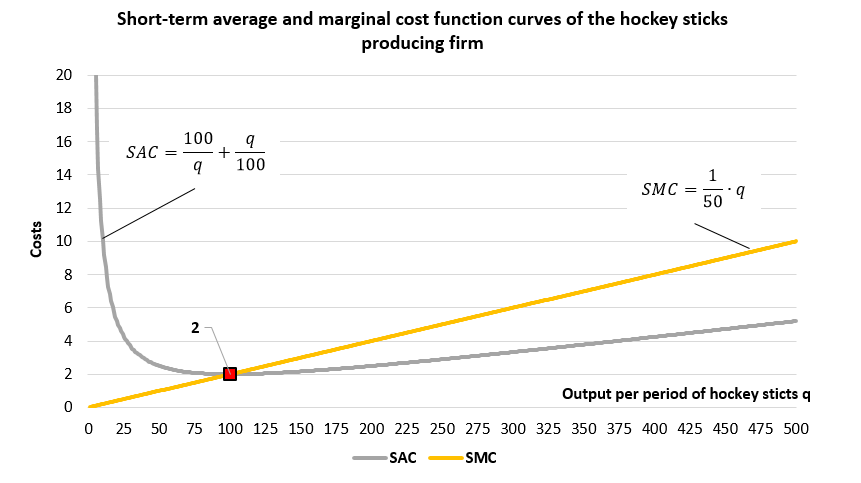 Short-term average and marginal cost function curves of the hockey sticks
producing firm
20
18
16
14
12
10
8
6
4
2
0
Costs
SAC = 100/q + q/100
SMC = 1/50 · q
2
Output per period of hockey sticts q
0 25 50 75 100 125 150 175 200 225 250 275 300 325 350 375 400 425 450 475 500
SAC SMC